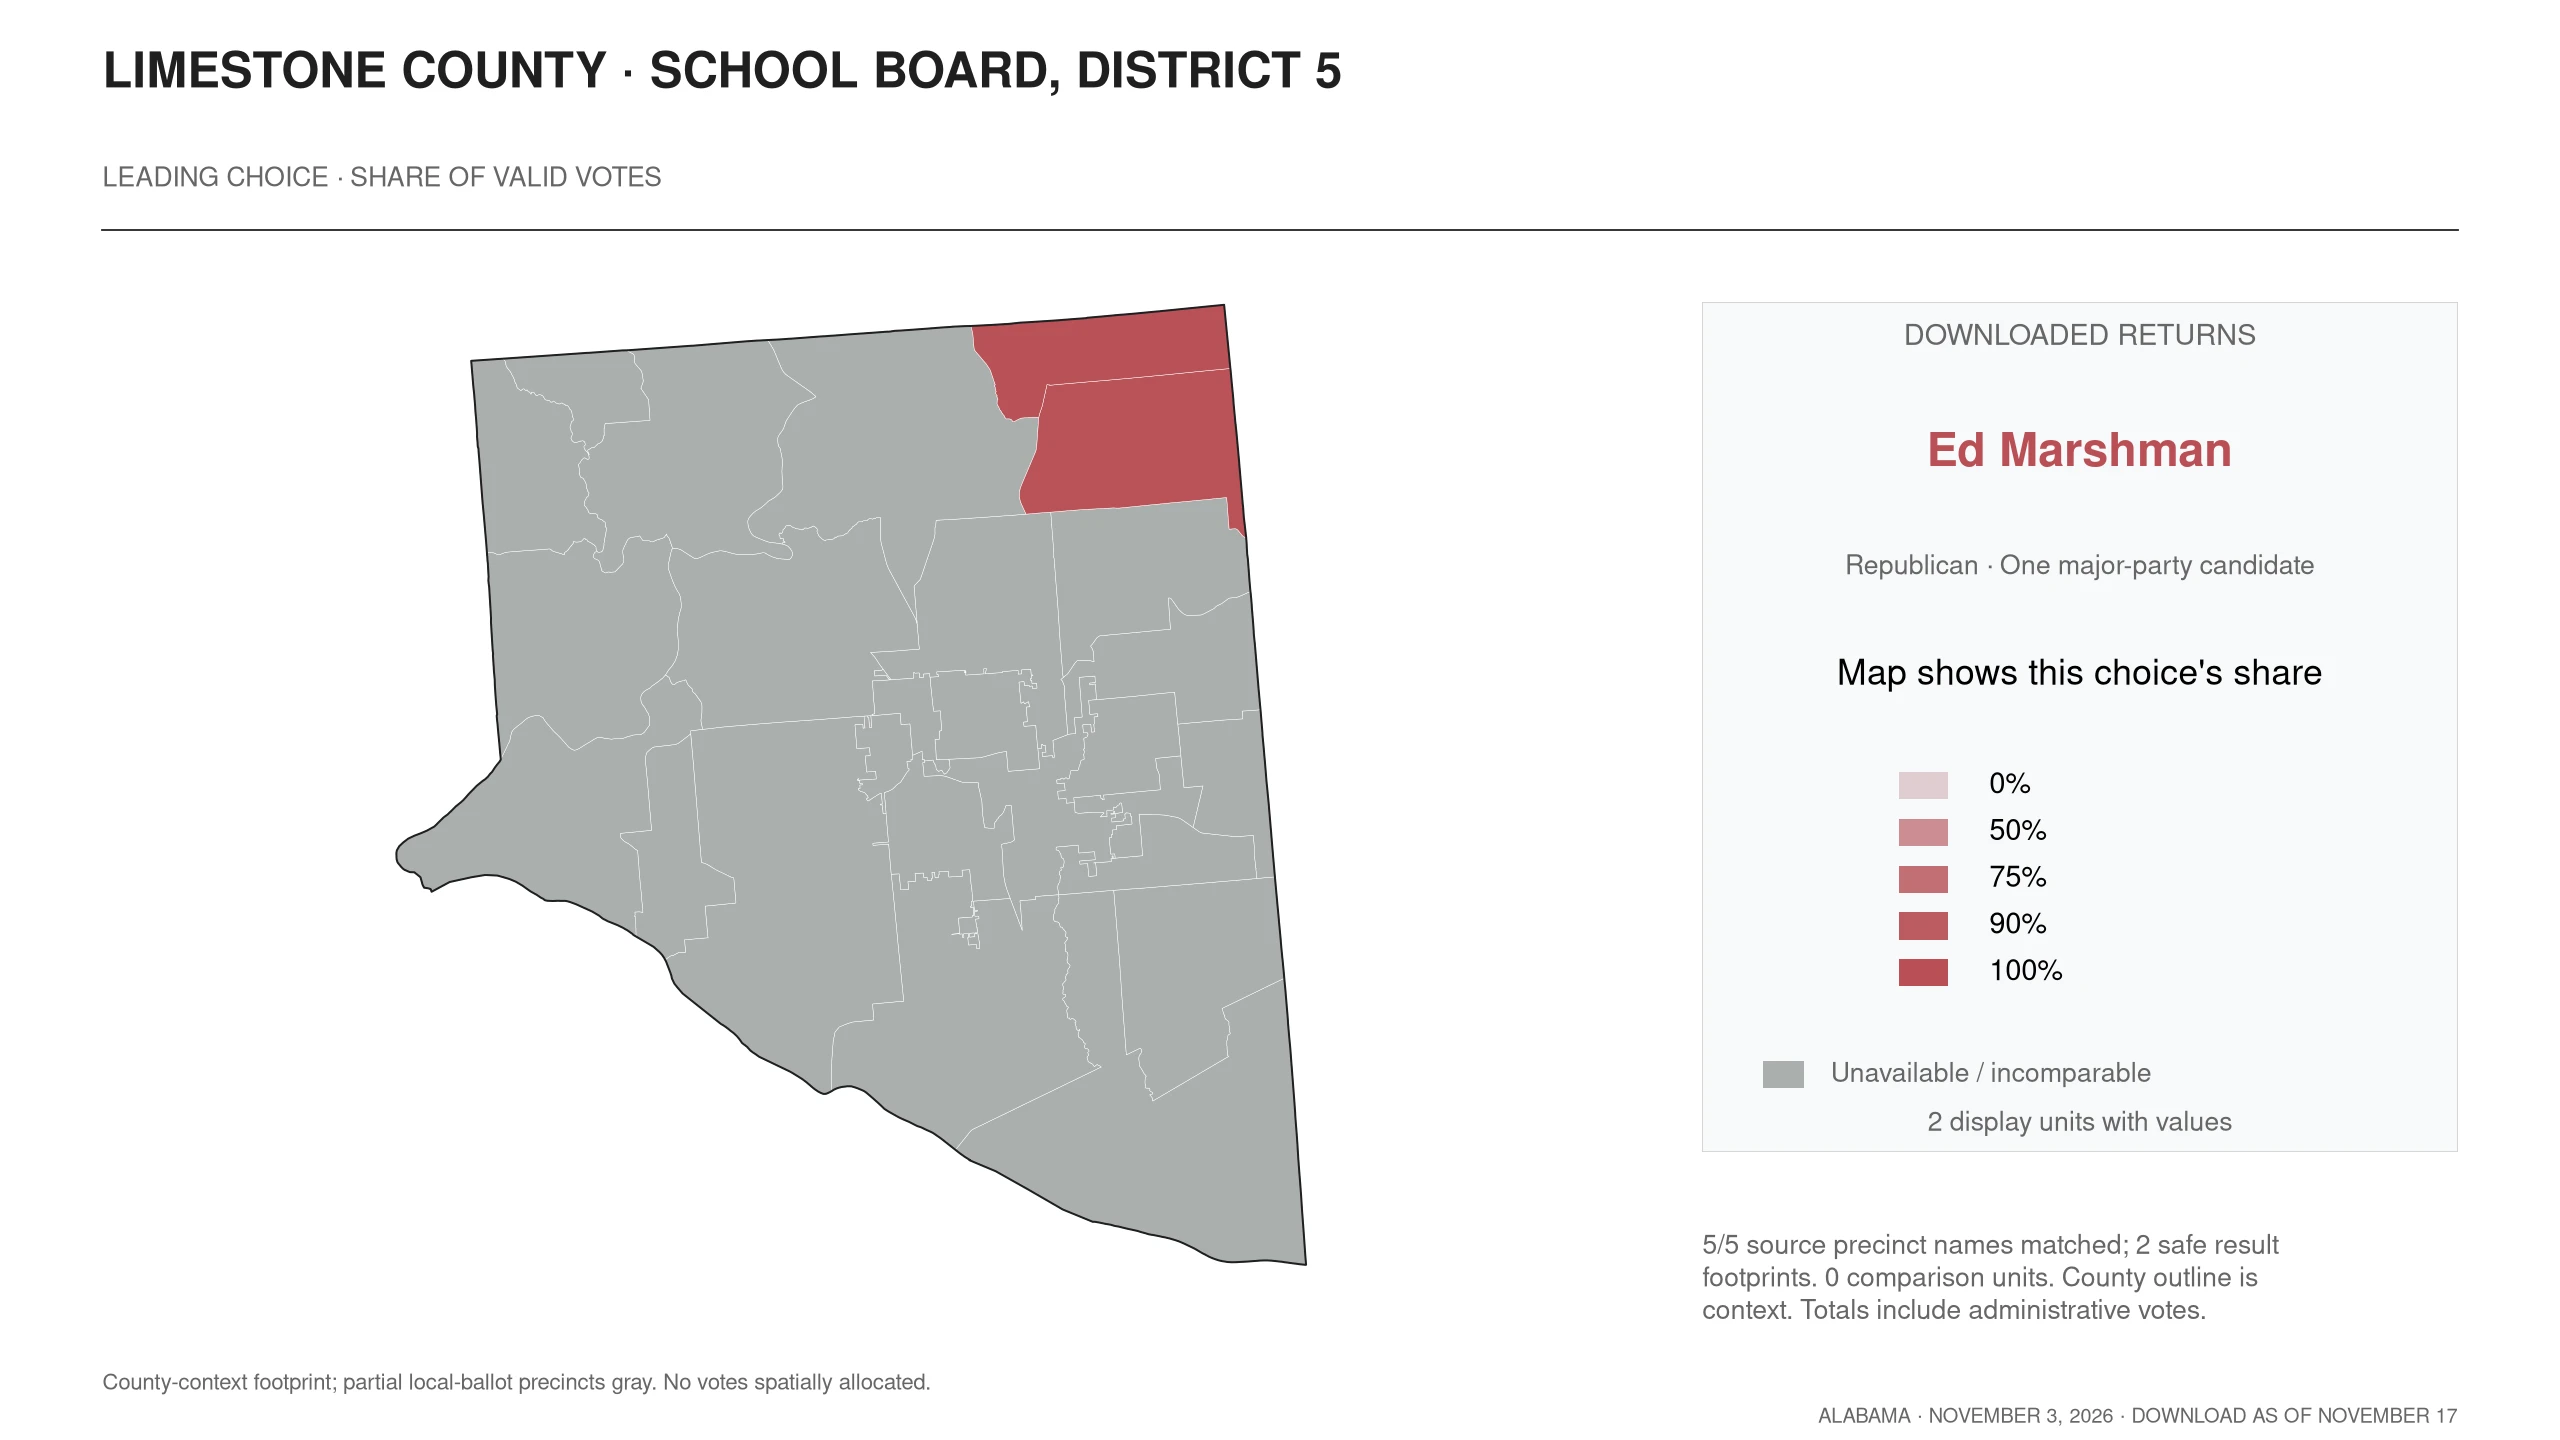 LIMESTONE COUNTY · SCHOOL BOARD, DISTRICT 5
LEADING CHOICE · SHARE OF VALID VOTES
DOWNLOADED RETURNS
Ed Marshman
Republican · One major-party candidate
Map shows this choice's share
0%
50%
75%
90%
100%
Unavailable / incomparable
2 display units with values
5/5 source precinct names matched; 2 safe result
footprints. 0 comparison units. County outline is
context. Totals include administrative votes.
County-context footprint; partial local-ballot precincts gray. No votes spatially allocated.
ALABAMA · NOVEMBER 3, 2026 · DOWNLOAD AS OF NOVEMBER 17